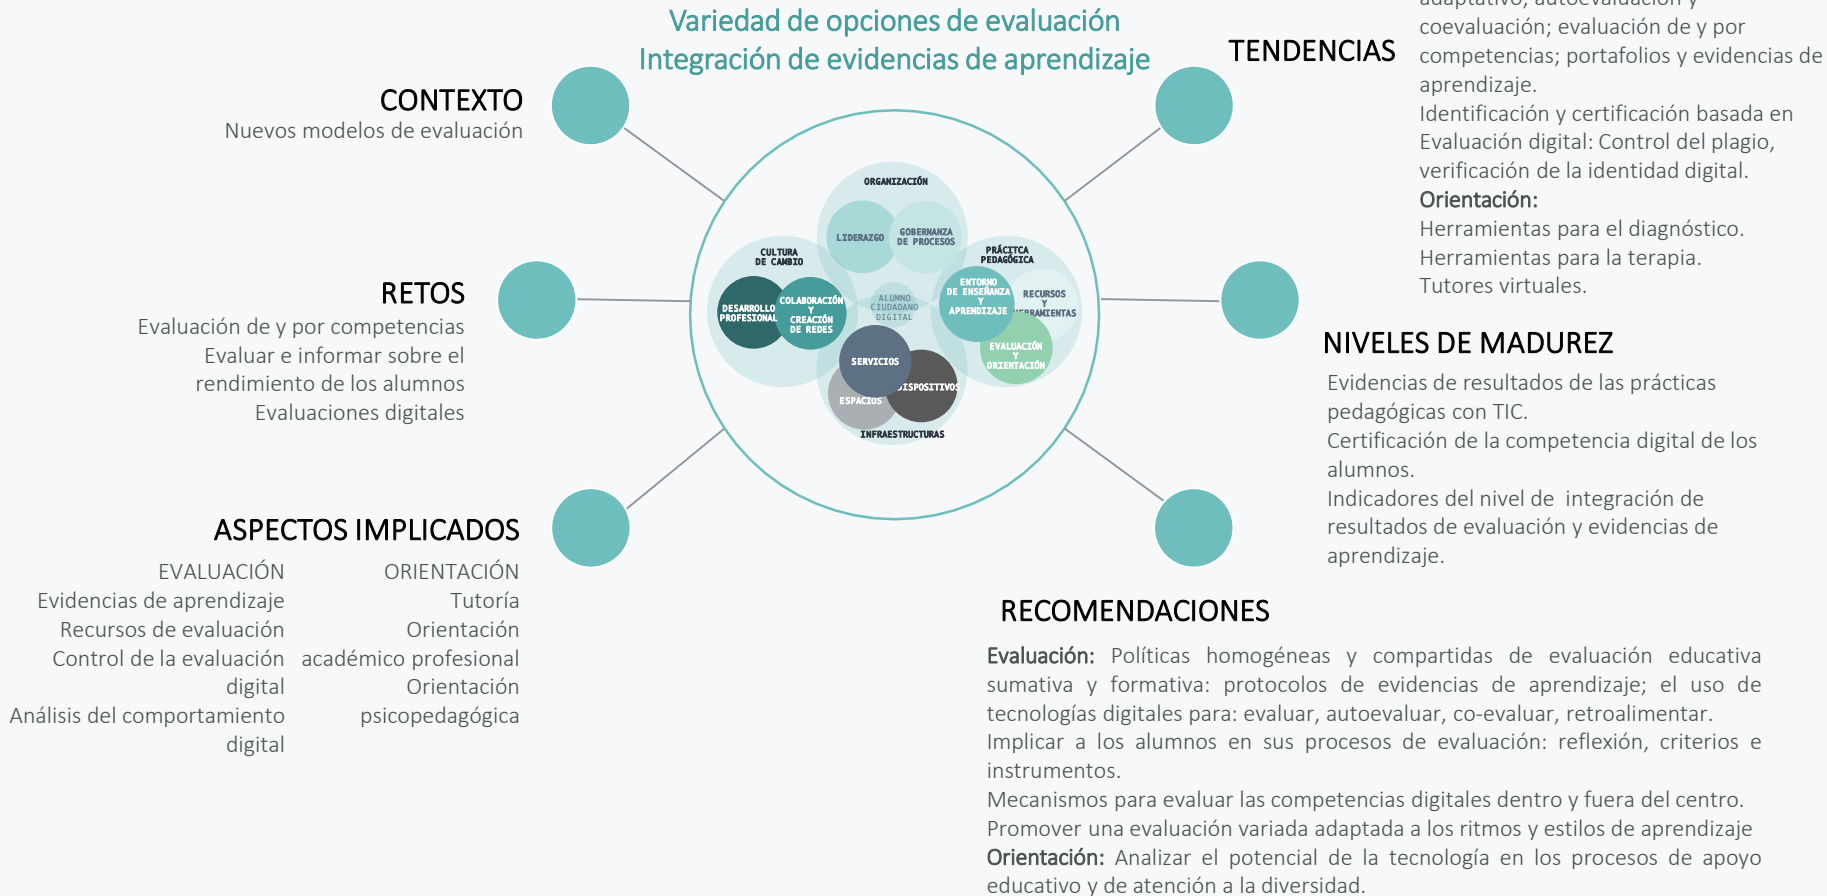 Variedad de opciones de evaluación
Integración de evidencias de aprendizaje
CONTEXTO
Nuevos modelos de evaluación
RETOS
Evaluación de y por competencias
Evaluar e informar sobre el
rendimiento de los alumnos
Evaluaciones digitales
ASPECTOS IMPLICADOS
EVALUACIÓN
Evidencias de aprendizaje
Recursos de evaluación
Control de la evaluación
digital
Análisis del comportamiento
digital
ORIENTACIÓN
Tutoría
Orientación
académico profesional
Orientación
psicopedagógica
ORGANIZACIÓN
LIDERAZGO
GOBERNANZA
DE PROCESOS
CULTURA
DE CAMBIO
DESARROLLO
PROFESIONAL
COLABORACIÓN
Y
CREACIÓN
DE REDES
ALUMNO
CIUDADANO
DIGITAL
PRÁCITCA
PEDAGÓGICA
ENTORNO
DE ENSEÑANZA
Y
APRENDIZAJE
RECURSOS
Y
ERRAMIENTAS
EVALUACIÓN
Y
ORIENTACIÓN
SERVICIOS
ESPACIOS
DISPOSITIVOS
INFRAESTRUCTURAS
TENDENCIAS
adaptativo; autoevaluación y
coevaluación; evaluación de y por
competencias; portafolios y evidencias de
aprendizaje.
Identificación y certificación basada en
Evaluación digital: Control del plagio,
verificación de la identidad digital.
Orientación:
Herramientas para el diagnóstico.
Herramientas para la terapia.
Tutores virtuales.
NIVELES DE MADUREZ
Evidencias de resultados de las prácticas
pedagógicas con TIC.
Certificación de la competencia digital de los
alumnos.
Indicadores del nivel de  integración de
resultados de evaluación y evidencias de
aprendizaje.
RECOMENDACIONES
Evaluación: Políticas homogéneas y compartidas de evaluación educativa
sumativa y formativa: protocolos de evidencias de aprendizaje; el uso de
tecnologías digitales para: evaluar, autoevaluar, co-evaluar, retroalimentar.
Implicar a los alumnos en sus procesos de evaluación: reflexión, criterios e
instrumentos.
Mecanismos para evaluar las competencias digitales dentro y fuera del centro.
Promover una evaluación variada adaptada a los ritmos y estilos de aprendizaje
Orientación: Analizar el potencial de la tecnología en los procesos de apoyo
educativo y de atención a la diversidad.